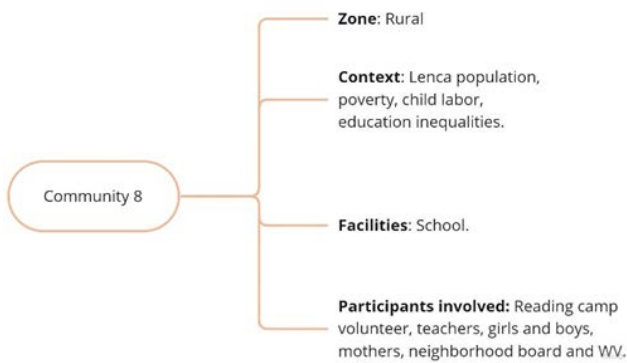 Zone: Rural
Context: Lenca population,
poverty, child labor,
education inequalities.
Community 8
Facilities: School.
Participants involved: Reading camp
volunteer, teachers, girls and boys,
mothers, neighborhood board and WV.